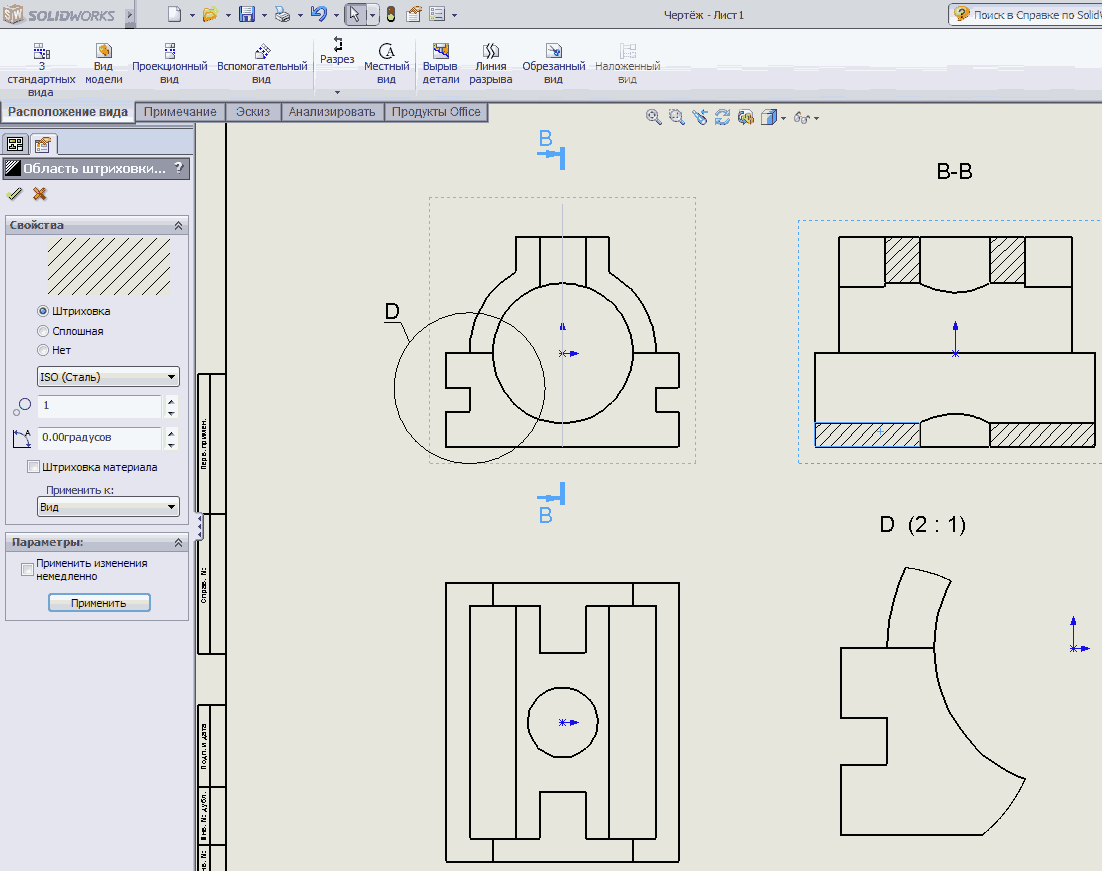 SW SOLIDWORKS
Чертёж - Лист1
Поиск в Справке по Solid
3 стандартных вида
Вид модели
Проекционный вид
Вспомогательный вид
Разрез
Местный вид
Вырыв детали
Линия разрыва
Обрезанный вид
Наложенный вид
Расположение вида
Примечание
Эскиз
Анализировать
Продукты Office
Область штриховки...
?
Свойства
Штриховка
Сплошная
Нет
ISO (Сталь)
1
0.00градусов
Штриховка материала
Применить к:
Вид
Параметры:
Применить изменения
немедленно
Применить
Перв. примен.
Справ. №
Подп. и дата
Инв. № дубл.
B
B-B
D
B
D (2 : 1)